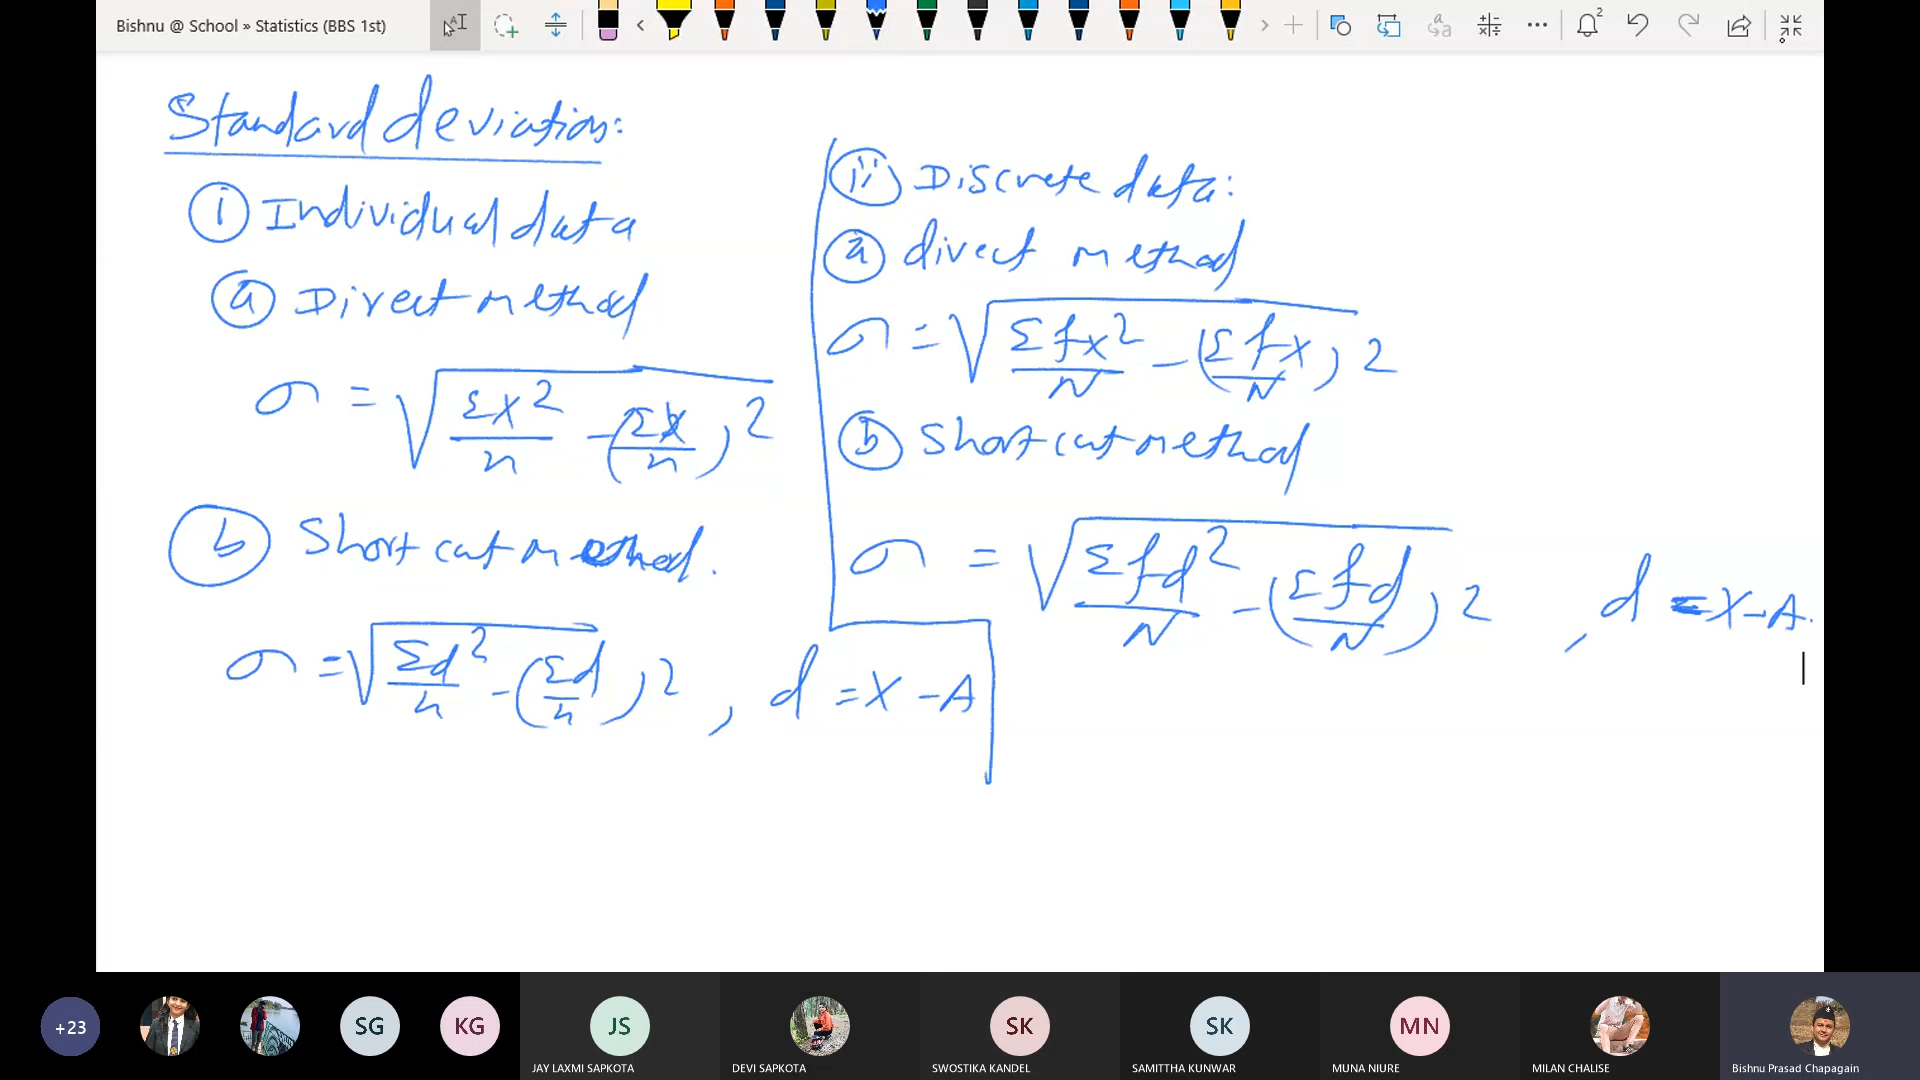 Bishnu @ School » Statistics (BBS 1st)
2
Standard deviation:
(i) Individual data
(a) Direct method
σ = √(Σx²/n - (Σx/n)²)
(b) Short cut method.
σ = √(Σd²/n - (Σd/n)²) , d = X - A
(ii) Discrete data:
(a) direct method
σ = √(Σfx²/N - (Σfx/N)²)
(b) Short cut method
σ = √(Σfd²/N - (Σfd/N)²) , d = X - A.
+23
SG
KG
JS
SK
SK
MN
JAY LAXMI SAPKOTA
DEVI SAPKOTA
SWOSTIKA KANDEL
SAMITTHA KUNWAR
MUNA NIURE
MILAN CHALISE
Bishnu Prasad Chapagain